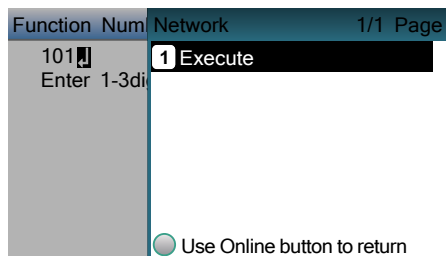 Function Num
Network 1/1 Page
101
1 Execute
Enter 1-3di
Use Online button to return